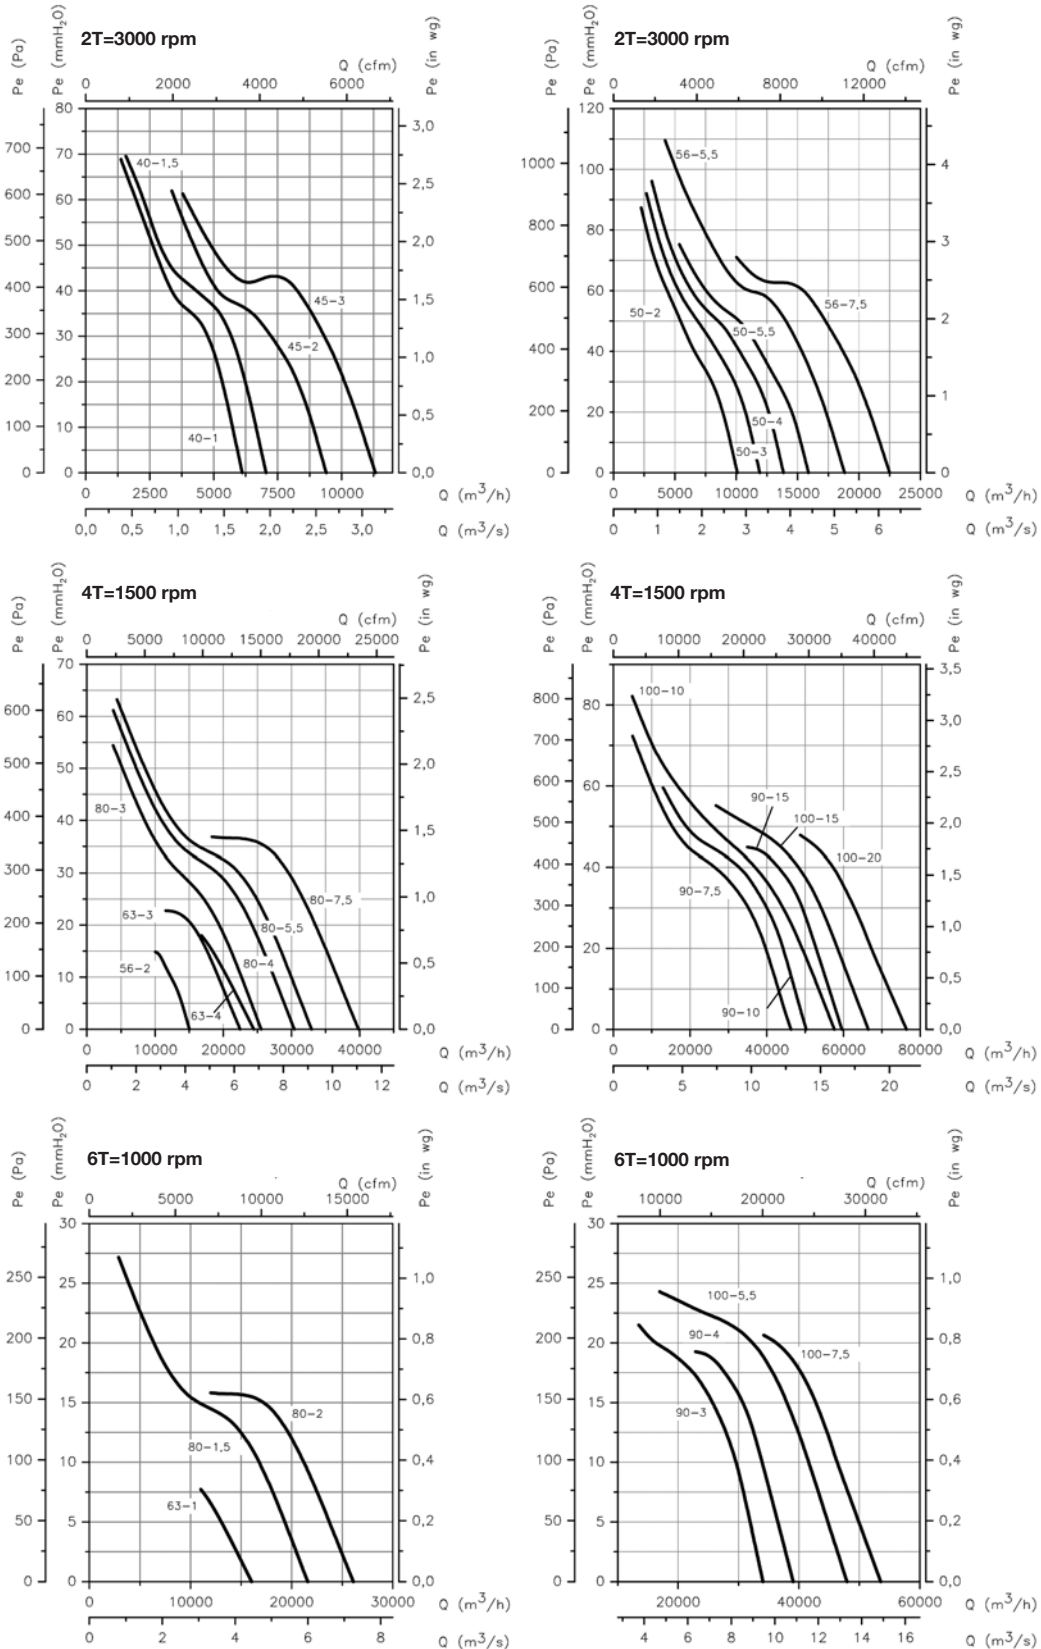 2T=3000 rpm
Pe (Pa)
Pe (mmH2O)
Pe (in wg)
Q (cfm)
0 2000 4000 6000
80 70 60 50 40 30 20 10 0
700 600 500 400 300 200 100 0
3,0 2,5 2,0 1,5 1,0 0,5 0,0
40-1,5
45-3
45-2
40-1
0 2500 5000 7500 10000 Q (m3/h)
0,0 0,5 1,0 1,5 2,0 2,5 3,0 Q (m3/s)
2T=3000 rpm
Pe (Pa)
Pe (mmH2O)
Pe (in wg)
Q (cfm)
0 4000 8000 12000
120 100 80 60 40 20 0
1000 800 600 400 200 0
4 3 2 1 0
56-5,5
56-7,5
50-2
50-5,5
50-4
50-3
0 5000 10000 15000 20000 25000 Q (m3/h)
0 1 2 3 4 5 6 Q (m3/s)
4T=1500 rpm
Pe (Pa)
Pe (mmH2O)
Pe (in wg)
Q (cfm)
0 5000 10000 15000 20000 25000
70 60 50 40 30 20 10 0
600 500 400 300 200 100 0
2,5 2,0 1,5 1,0 0,5 0,0
80-3
80-7,5
63-3
80-5,5
80-4
56-2
63-4
0 10000 20000 30000 40000 Q (m3/h)
0 2 4 6 8 10 12 Q (m3/s)
4T=1500 rpm
Pe (Pa)
Pe (mmH2O)
Pe (in wg)
Q (cfm)
0 10000 20000 30000 40000
80 60 40 20 0
800 700 600 500 400 300 200 100 0
3,5 3,0 2,5 2,0 1,5 1,0 0,5 0,0
100-10
90-15
100-15
100-20
90-7,5
90-10
0 20000 40000 60000 80000 Q (m3/h)
0 5 10 15 20 Q (m3/s)
6T=1000 rpm
Pe (Pa)
Pe (mmH2O)
Pe (in wg)
Q (cfm)
0 5000 10000 15000
30 25 20 15 10 5 0
250 200 150 100 50 0
1,0 0,8 0,6 0,4 0,2 0,0
80-2
80-1,5
63-1
0 10000 20000 30000 Q (m3/h)
0 2 4 6 8 Q (m3/s)
6T=1000 rpm
Pe (Pa)
Pe (mmH2O)
Pe (in wg)
Q (cfm)
10000 20000 30000
30 25 20 15 10 5 0
250 200 150 100 50 0
1,0 0,8 0,6 0,4 0,2 0,0
100-5,5
90-4
100-7,5
90-3
20000 40000 60000 Q (m3/h)
4 6 8 10 12 14 16 Q (m3/s)